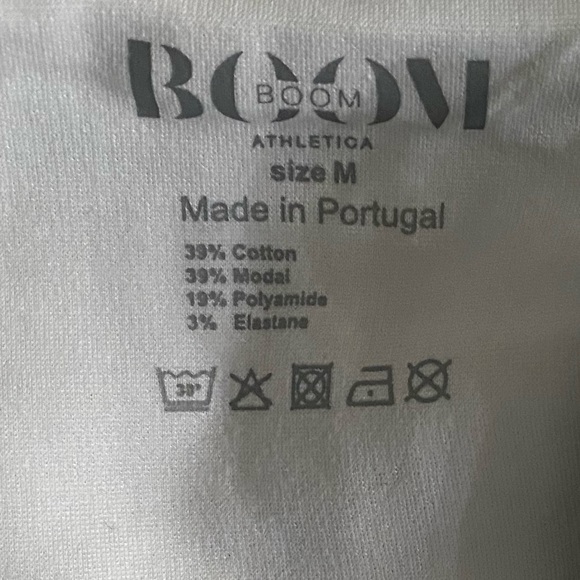 BOOM
BOOM
ATHLETICA
size M
Made in Portugal
39% Cotton
39% Modal
19% Polyamide
3% Elastane
30°